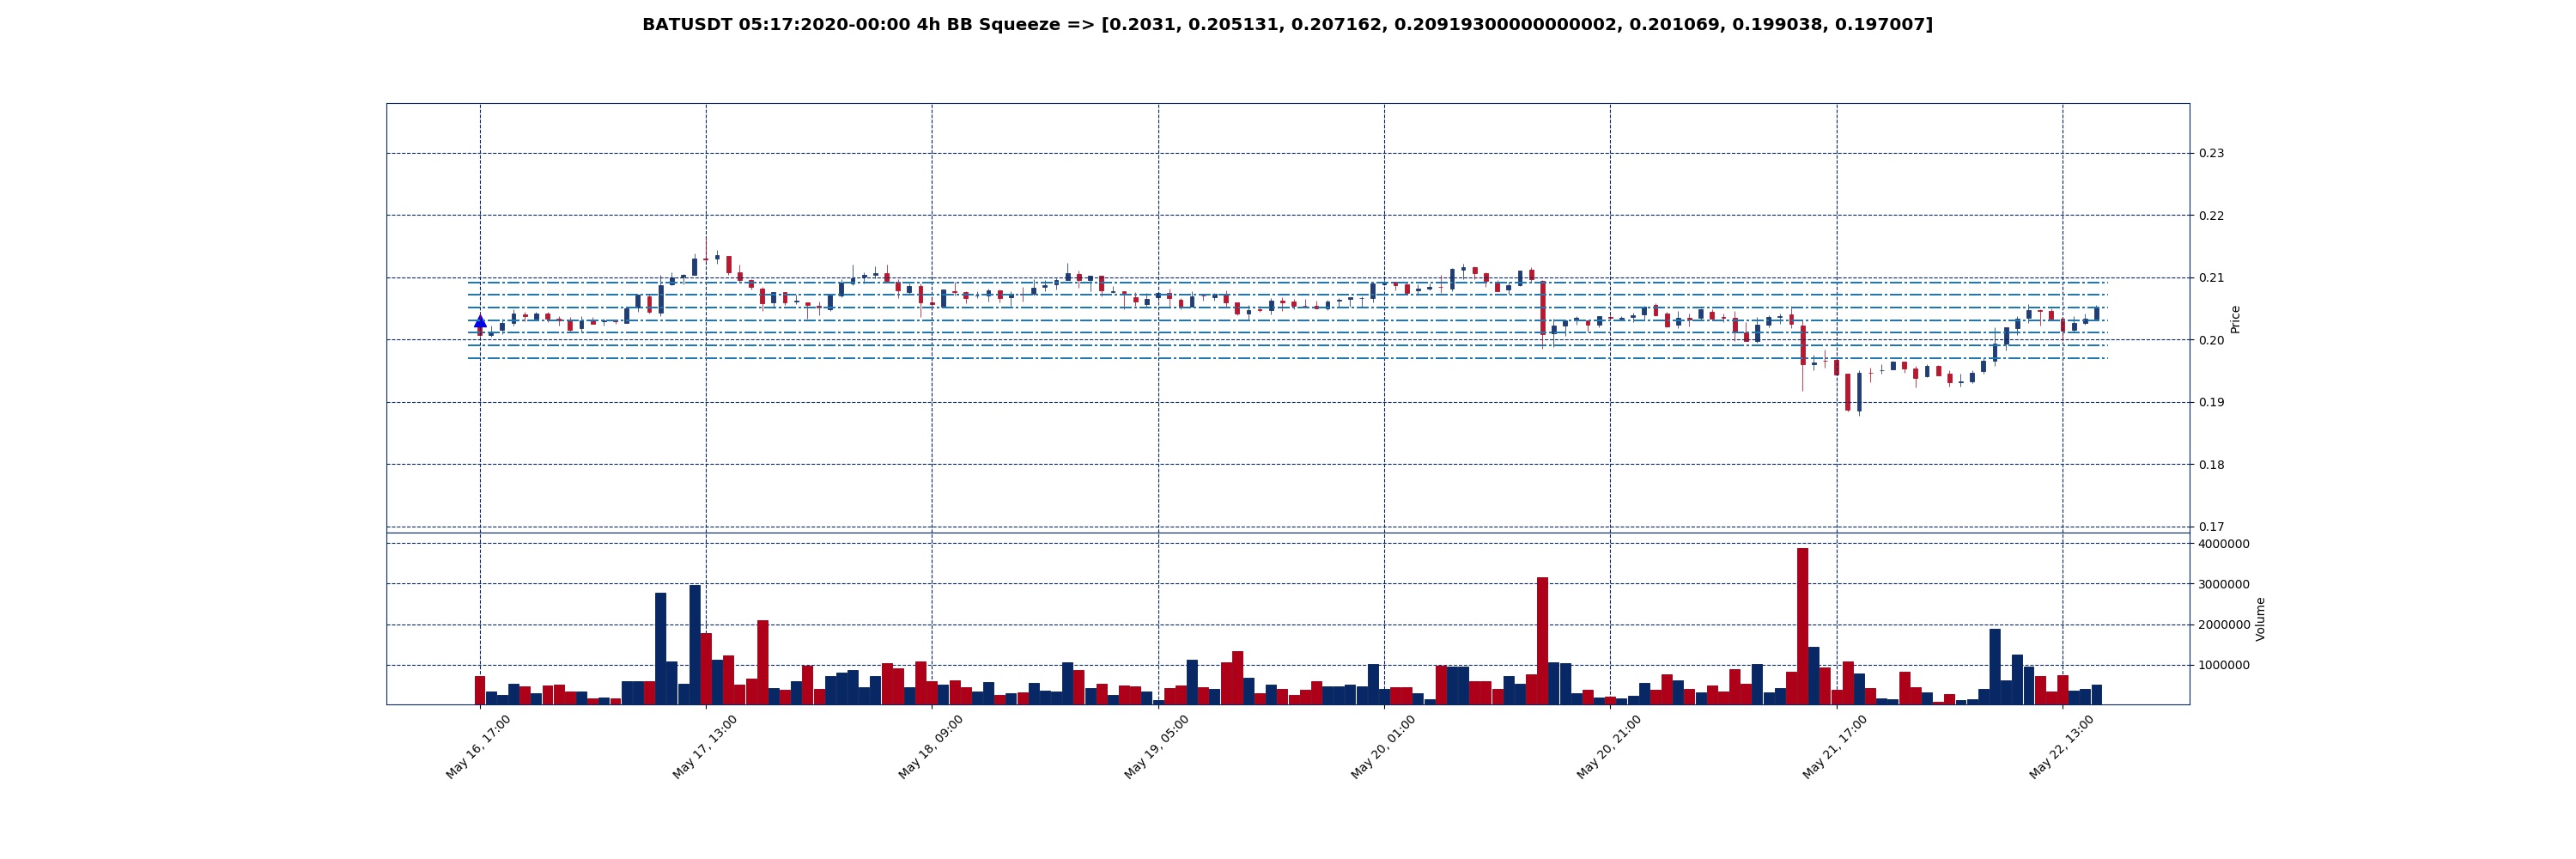 BATUSDT 05:17:2020-00:00 4h BB Squeeze => [0.2031, 0.205131, 0.207162, 0.20919300000000002, 0.201069, 0.199038, 0.197007]
0.23
0.22
0.21
0.20
0.19
0.18
0.17
Price
4000000
3000000
2000000
1000000
Volume
May 16, 17:00
May 17, 13:00
May 18, 09:00
May 19, 05:00
May 20, 01:00
May 20, 21:00
May 21, 17:00
May 22, 13:00